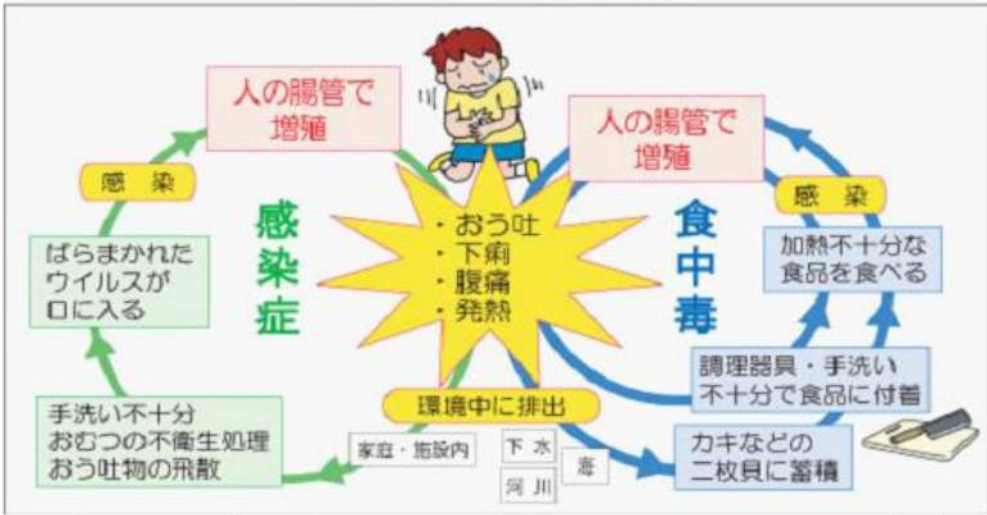 人の腸管で
増殖
感 染
ばらまかれた
ウイルスが
口に入る
手洗い不十分
おむつの不衛生処理
おう吐物の飛散
感染症
・おう吐
・下痢
・腹痛
・発熱
環境中に排出
家庭・施設内
下 水
河 川
海
食中毒
人の腸管で
増殖
感 染
加熱不十分な
食品を食べる
調理器具・手洗い
不十分で食品に付着
カキなどの
二枚貝に蓄積